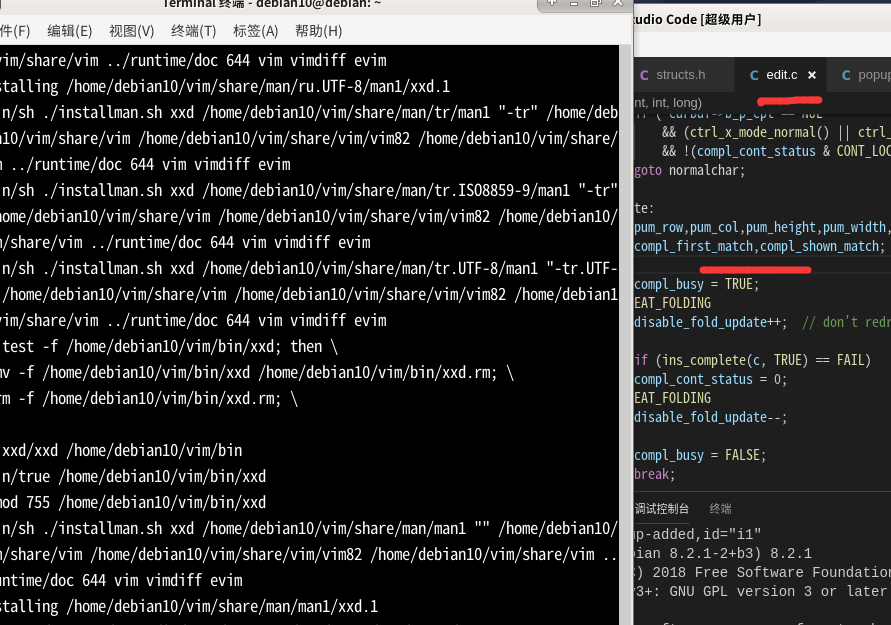 Terminal 终端 - debian10@debian: ~
件(F) 编辑(E) 视图(V) 终端(T) 标签(A) 帮助(H)
vim/share/vim ../runtime/doc 644 vim vimdiff evim
stalling /home/debian10/vim/share/man/ru.UTF-8/man1/xxd.1
n/sh ./installman.sh xxd /home/debian10/vim/share/man/tr/man1 "-tr" /home/deb
n10/vim/share/vim /home/debian10/vim/share/vim/vim82 /home/debian10/vim/share/
m ../runtime/doc 644 vim vimdiff evim
n/sh ./installman.sh xxd /home/debian10/vim/share/man/tr.ISO8859-9/man1 "-tr"
home/debian10/vim/share/vim /home/debian10/vim/share/vim/vim82 /home/debian10/
vim/share/vim ../runtime/doc 644 vim vimdiff evim
n/sh ./installman.sh xxd /home/debian10/vim/share/man/tr.UTF-8/man1 "-tr.UTF-
/home/debian10/vim/share/vim /home/debian10/vim/share/vim/vim82 /home/debian1
vim/share/vim ../runtime/doc 644 vim vimdiff evim
test -f /home/debian10/vim/bin/xxd; then \
mv -f /home/debian10/vim/bin/xxd /home/debian10/vim/bin/xxd.rm; \
rm -f /home/debian10/vim/bin/xxd.rm; \
xxd/xxd /home/debian10/vim/bin
n/true /home/debian10/vim/bin/xxd
mod 755 /home/debian10/vim/bin/xxd
n/sh ./installman.sh xxd /home/debian10/vim/share/man/man1 "" /home/debian10/
m/share/vim /home/debian10/vim/share/vim/vim82 /home/debian10/vim/share/vim ..
untime/doc 644 vim vimdiff evim
stalling /home/debian10/vim/share/man/man1/xxd.1
tudio Code [超级用户]
C structs.h C edit.c × C popup
nt, int, long)
if ( *curbuf->b_p_cpt == NUL
&& (ctrl_x_mode_normal() || ctrl_
&& !(compl_cont_status & CONT_LOC
goto normalchar;
te:
pum_row,pum_col,pum_height,pum_width,
compl_first_match,compl_shown_match;
compl_busy = TRUE;
EAT_FOLDING
disable_fold_update++; // don't redr
if (ins_complete(c, TRUE) == FAIL)
compl_cont_status = 0;
EAT_FOLDING
disable_fold_update--;
compl_busy = FALSE;
break;
调试控制台 终端
up-added,id="i1"
bian 8.2.1-2+b3) 8.2.1
C) 2018 Free Software Foundation
v3+: GNU GPL version 3 or later